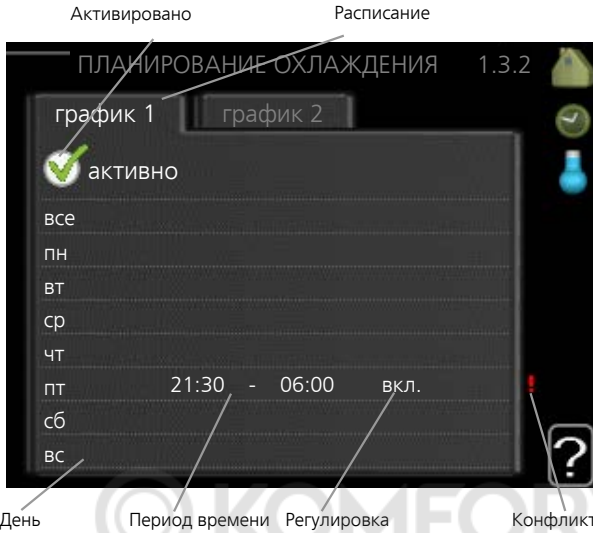 Активировано Расписание
ПЛАНИРОВАНИЕ ОХЛАЖДЕНИЯ 1.3.2
график 1 график 2
активно
все
пн
вт
ср
чт
пт 21:30 - 06:00 вкл. !
сб
вс
?
День Период времени Регулировка Конфликт
© KOMFOR